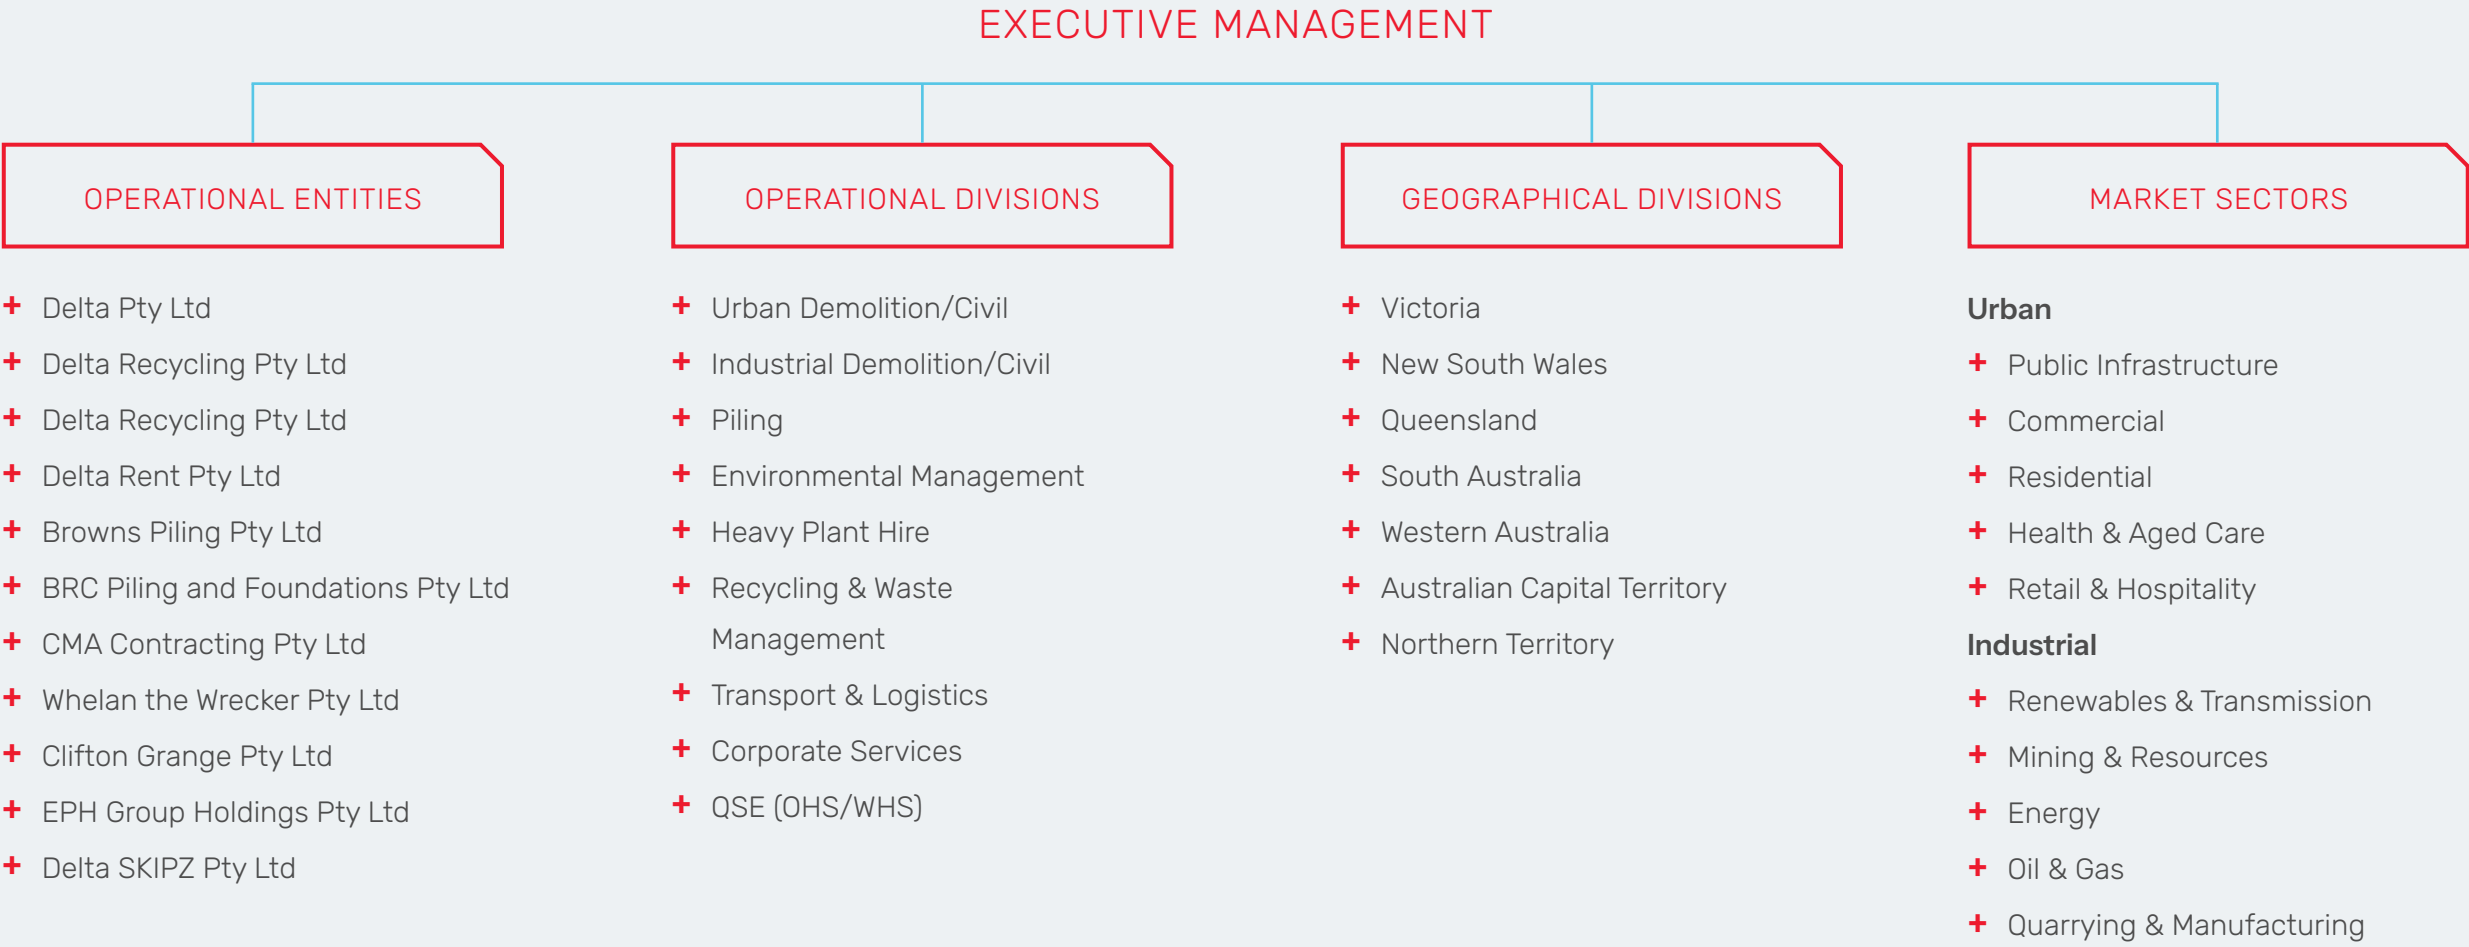 EXECUTIVE MANAGEMENT
OPERATIONAL ENTITIES
+ Delta Pty Ltd
+ Delta Recycling Pty Ltd
+ Delta Recycling Pty Ltd
+ Delta Rent Pty Ltd
+ Browns Piling Pty Ltd
+ BRC Piling and Foundations Pty Ltd
+ CMA Contracting Pty Ltd
+ Whelan the Wrecker Pty Ltd
+ Clifton Grange Pty Ltd
+ EPH Group Holdings Pty Ltd
+ Delta SKIPZ Pty Ltd
OPERATIONAL DIVISIONS
+ Urban Demolition/Civil
+ Industrial Demolition/Civil
+ Piling
+ Environmental Management
+ Heavy Plant Hire
+ Recycling & Waste
Management
+ Transport & Logistics
+ Corporate Services
+ QSE (OHS/WHS)
GEOGRAPHICAL DIVISIONS
+ Victoria
+ New South Wales
+ Queensland
+ South Australia
+ Western Australia
+ Australian Capital Territory
+ Northern Territory
MARKET SECTORS
Urban
+ Public Infrastructure
+ Commercial
+ Residential
+ Health & Aged Care
+ Retail & Hospitality
Industrial
+ Renewables & Transmission
+ Mining & Resources
+ Energy
+ Oil & Gas
+ Quarrying & Manufacturing